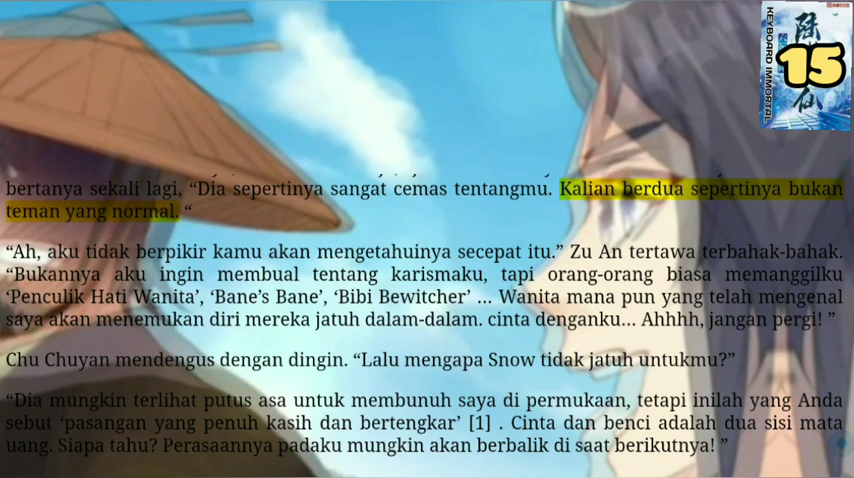 KEYBOARD IMMORTAL
陆
仙
15
bertanya sekali lagi, “Dia sepertinya sangat cemas tentangmu. Kalian berdua sepertinya bukan
teman yang normal. “
“Ah, aku tidak berpikir kamu akan mengetahuinya secepat itu.” Zu An tertawa terbahak-bahak.
“Bukannya aku ingin membual tentang karismaku, tapi orang-orang biasa memanggilku
‘Penculik Hati Wanita’, ‘Bane’s Bane’, ‘Bibi Bewitcher’ ... Wanita mana pun yang telah mengenal
saya akan menemukan diri mereka jatuh dalam-dalam. cinta denganku... Ahhhh, jangan pergi! ”
Chu Chuyan mendengus dengan dingin. “Lalu mengapa Snow tidak jatuh untukmu?”
“Dia mungkin terlihat putus asa untuk membunuh saya di permukaan, tetapi inilah yang Anda
sebut ‘pasangan yang penuh kasih dan bertengkar’ [1] . Cinta dan benci adalah dua sisi mata
uang. Siapa tahu? Perasaannya padaku mungkin akan berbalik di saat berikutnya! ”